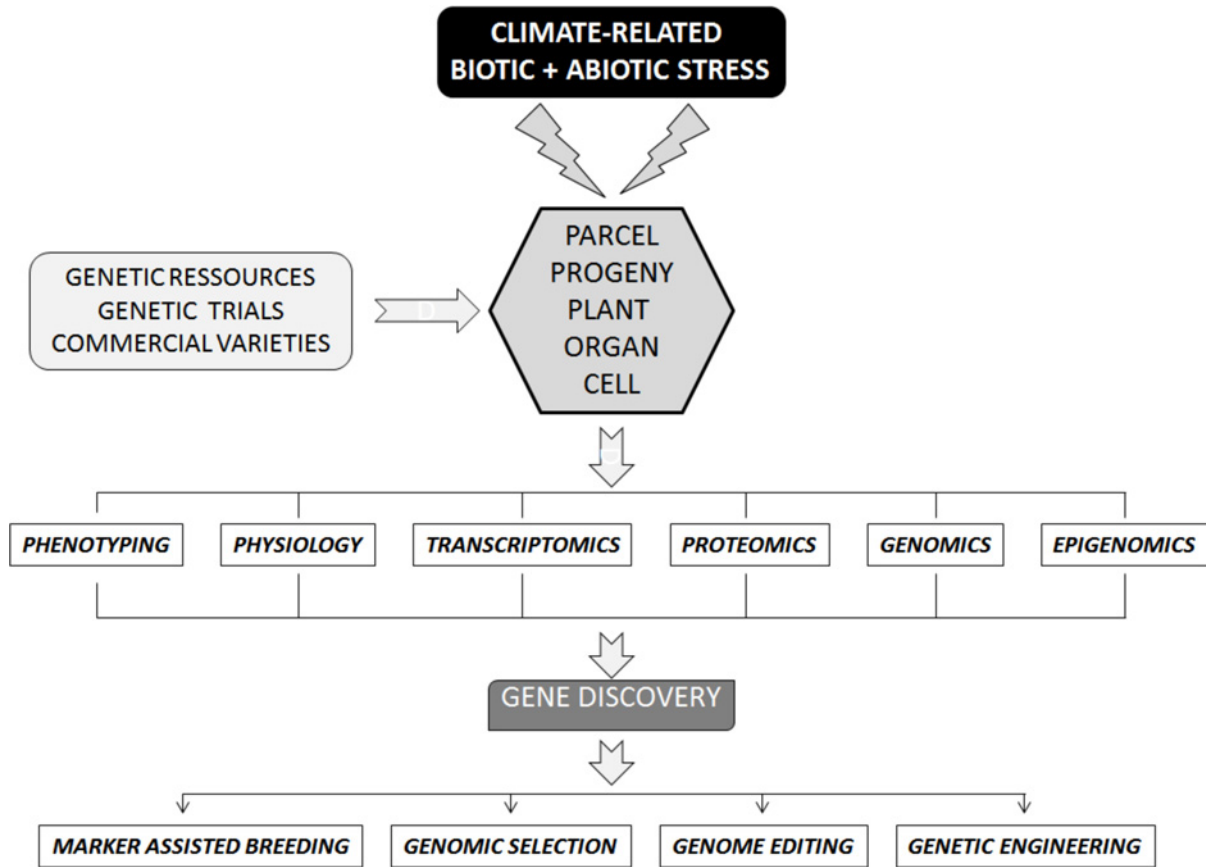 CLIMATE-RELATED
BIOTIC + ABIOTIC STRESS
GENETIC RESSOURCES
GENETIC TRIALS
COMMERCIAL VARIETIES
D
PARCEL
PROGENY
PLANT
ORGAN
CELL
D
PHENOTYPING
PHYSIOLOGY
TRANSCRIPTOMICS
PROTEOMICS
GENOMICS
EPIGENOMICS
GENE DISCOVERY
MARKER ASSISTED BREEDING
GENOMIC SELECTION
GENOME EDITING
GENETIC ENGINEERING